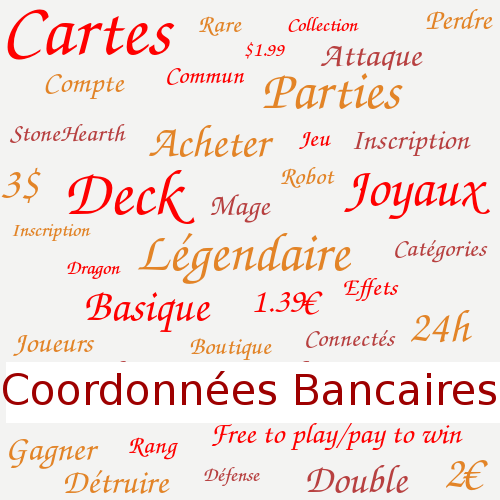 Cartes
Rare
Collection
Perdre
$1.99
Attaque
Compte
Commun
Parties
StoneHearth
Acheter
Jeu
Inscription
3$
Deck
Mage
Robot
Joyaux
Inscription
Légendaire
Catégories
Dragon
Basique
1.39€
Effets
Joueurs
Boutique
Connectés
24h
Coordonnées Bancaires
Gagner
Rang
Free to play/pay to win
Détruire
Défense
Double
2€